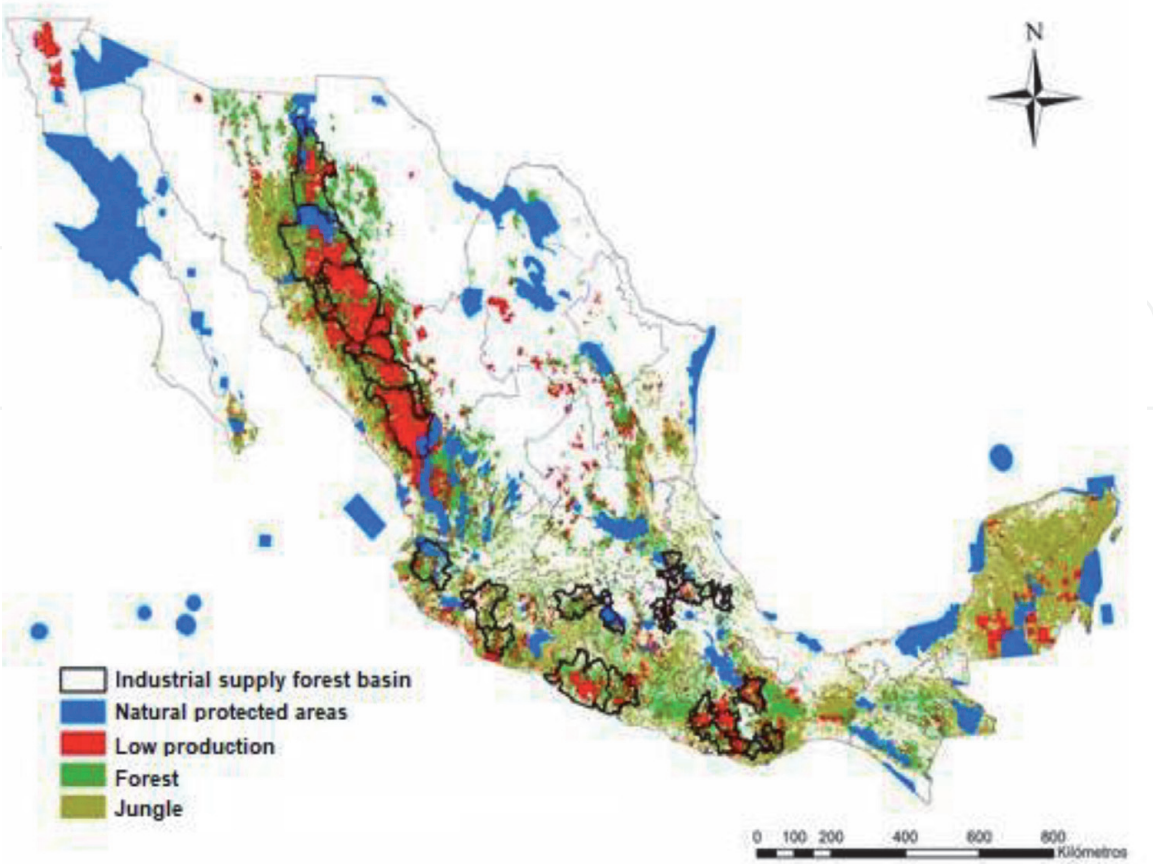 N
Industrial supply forest basin
Natural protected areas
Low production
Forest
Jungle
0 100 200 400 600 800
Kilómetros